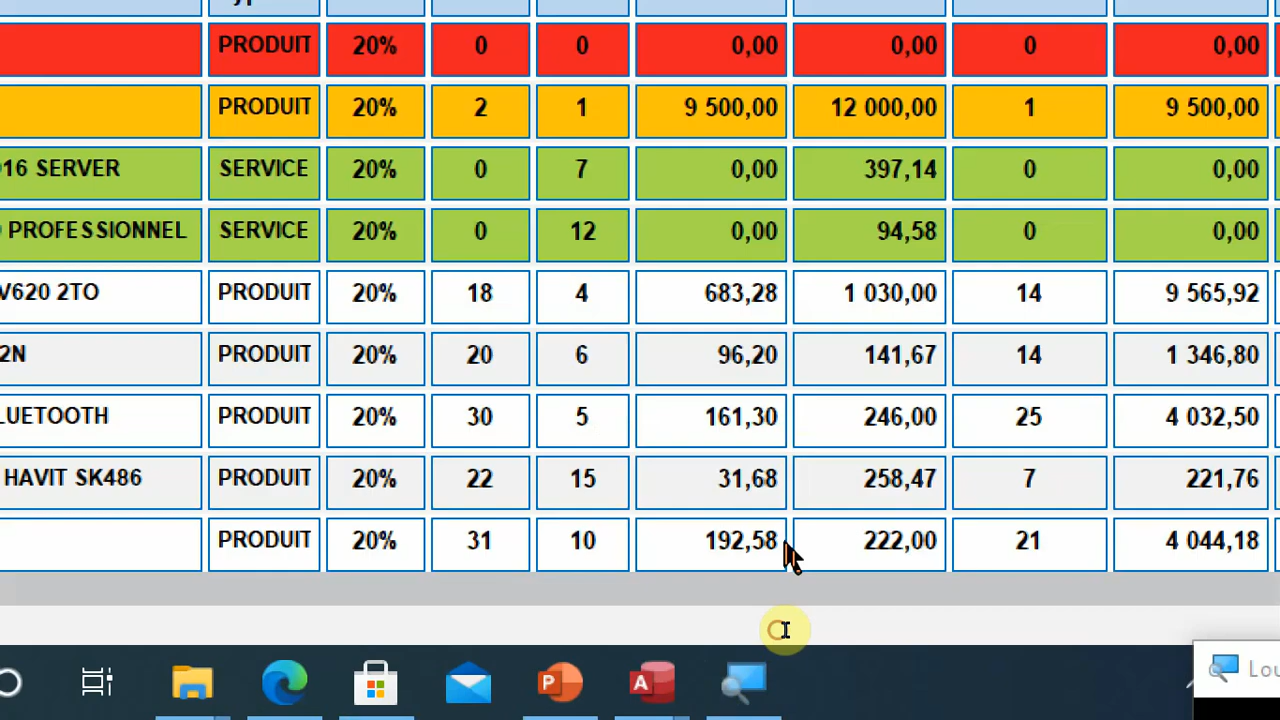 PRODUIT 20% 0 0 0,00 0,00 0 0,00
PRODUIT 20% 2 1 9 500,00 12 000,00 1 9 500,00
16 SERVER SERVICE 20% 0 7 0,00 397,14 0 0,00
PROFESSIONNEL SERVICE 20% 0 12 0,00 94,58 0 0,00
V620 2TO PRODUIT 20% 18 4 683,28 1 030,00 14 9 565,92
2N PRODUIT 20% 20 6 96,20 141,67 14 1 346,80
LUETOOTH PRODUIT 20% 30 5 161,30 246,00 25 4 032,50
HAVIT SK486 PRODUIT 20% 22 15 31,68 258,47 7 221,76
PRODUIT 20% 31 10 192,58 222,00 21 4 044,18
P A Lou